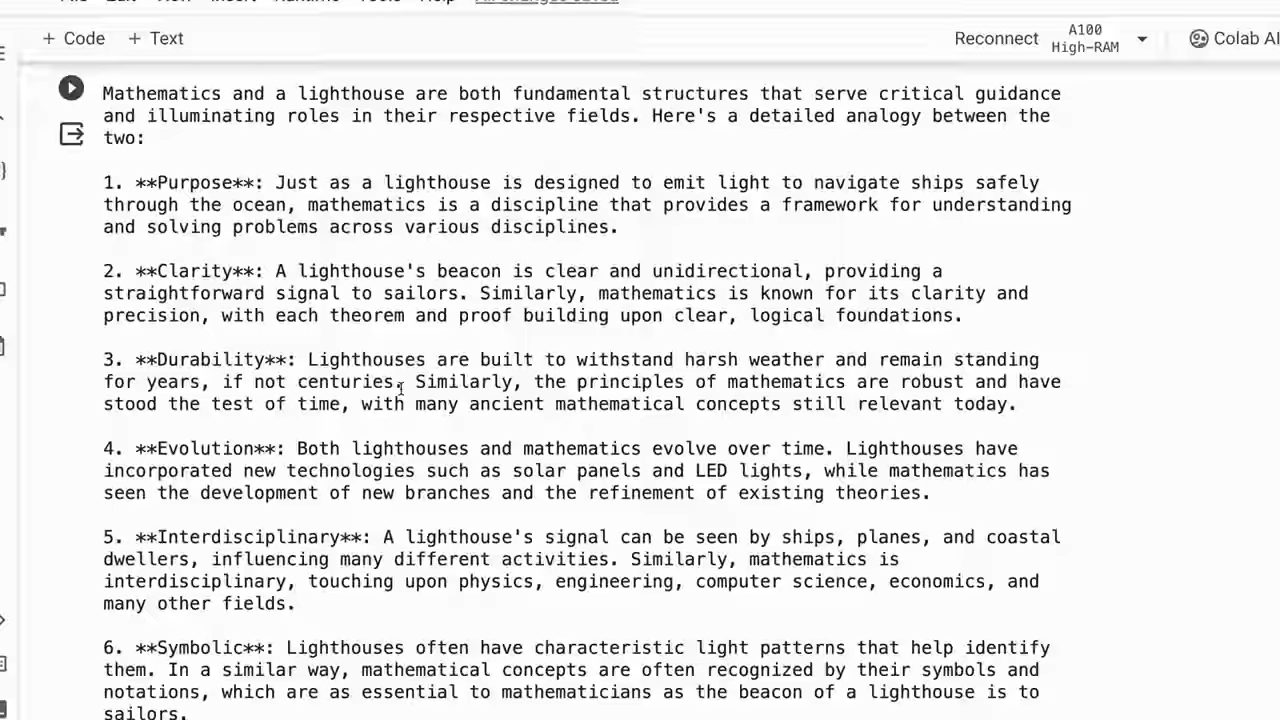 + Code + Text
Reconnect
A100
High-RAM
Colab AI
Mathematics and a lighthouse are both fundamental structures that serve critical guidance
and illuminating roles in their respective fields. Here's a detailed analogy between the
two:
1. **Purpose**: Just as a lighthouse is designed to emit light to navigate ships safely
through the ocean, mathematics is a discipline that provides a framework for understanding
and solving problems across various disciplines.
2. **Clarity**: A lighthouse's beacon is clear and unidirectional, providing a
straightforward signal to sailors. Similarly, mathematics is known for its clarity and
precision, with each theorem and proof building upon clear, logical foundations.
3. **Durability**: Lighthouses are built to withstand harsh weather and remain standing
for years, if not centuries. Similarly, the principles of mathematics are robust and have
stood the test of time, with many ancient mathematical concepts still relevant today.
4. **Evolution**: Both lighthouses and mathematics evolve over time. Lighthouses have
incorporated new technologies such as solar panels and LED lights, while mathematics has
seen the development of new branches and the refinement of existing theories.
5. **Interdisciplinary**: A lighthouse's signal can be seen by ships, planes, and coastal
dwellers, influencing many different activities. Similarly, mathematics is
interdisciplinary, touching upon physics, engineering, computer science, economics, and
many other fields.
6. **Symbolic**: Lighthouses often have characteristic light patterns that help identify
them. In a similar way, mathematical concepts are often recognized by their symbols and
notations, which are as essential to mathematicians as the beacon of a lighthouse is to
sailors.